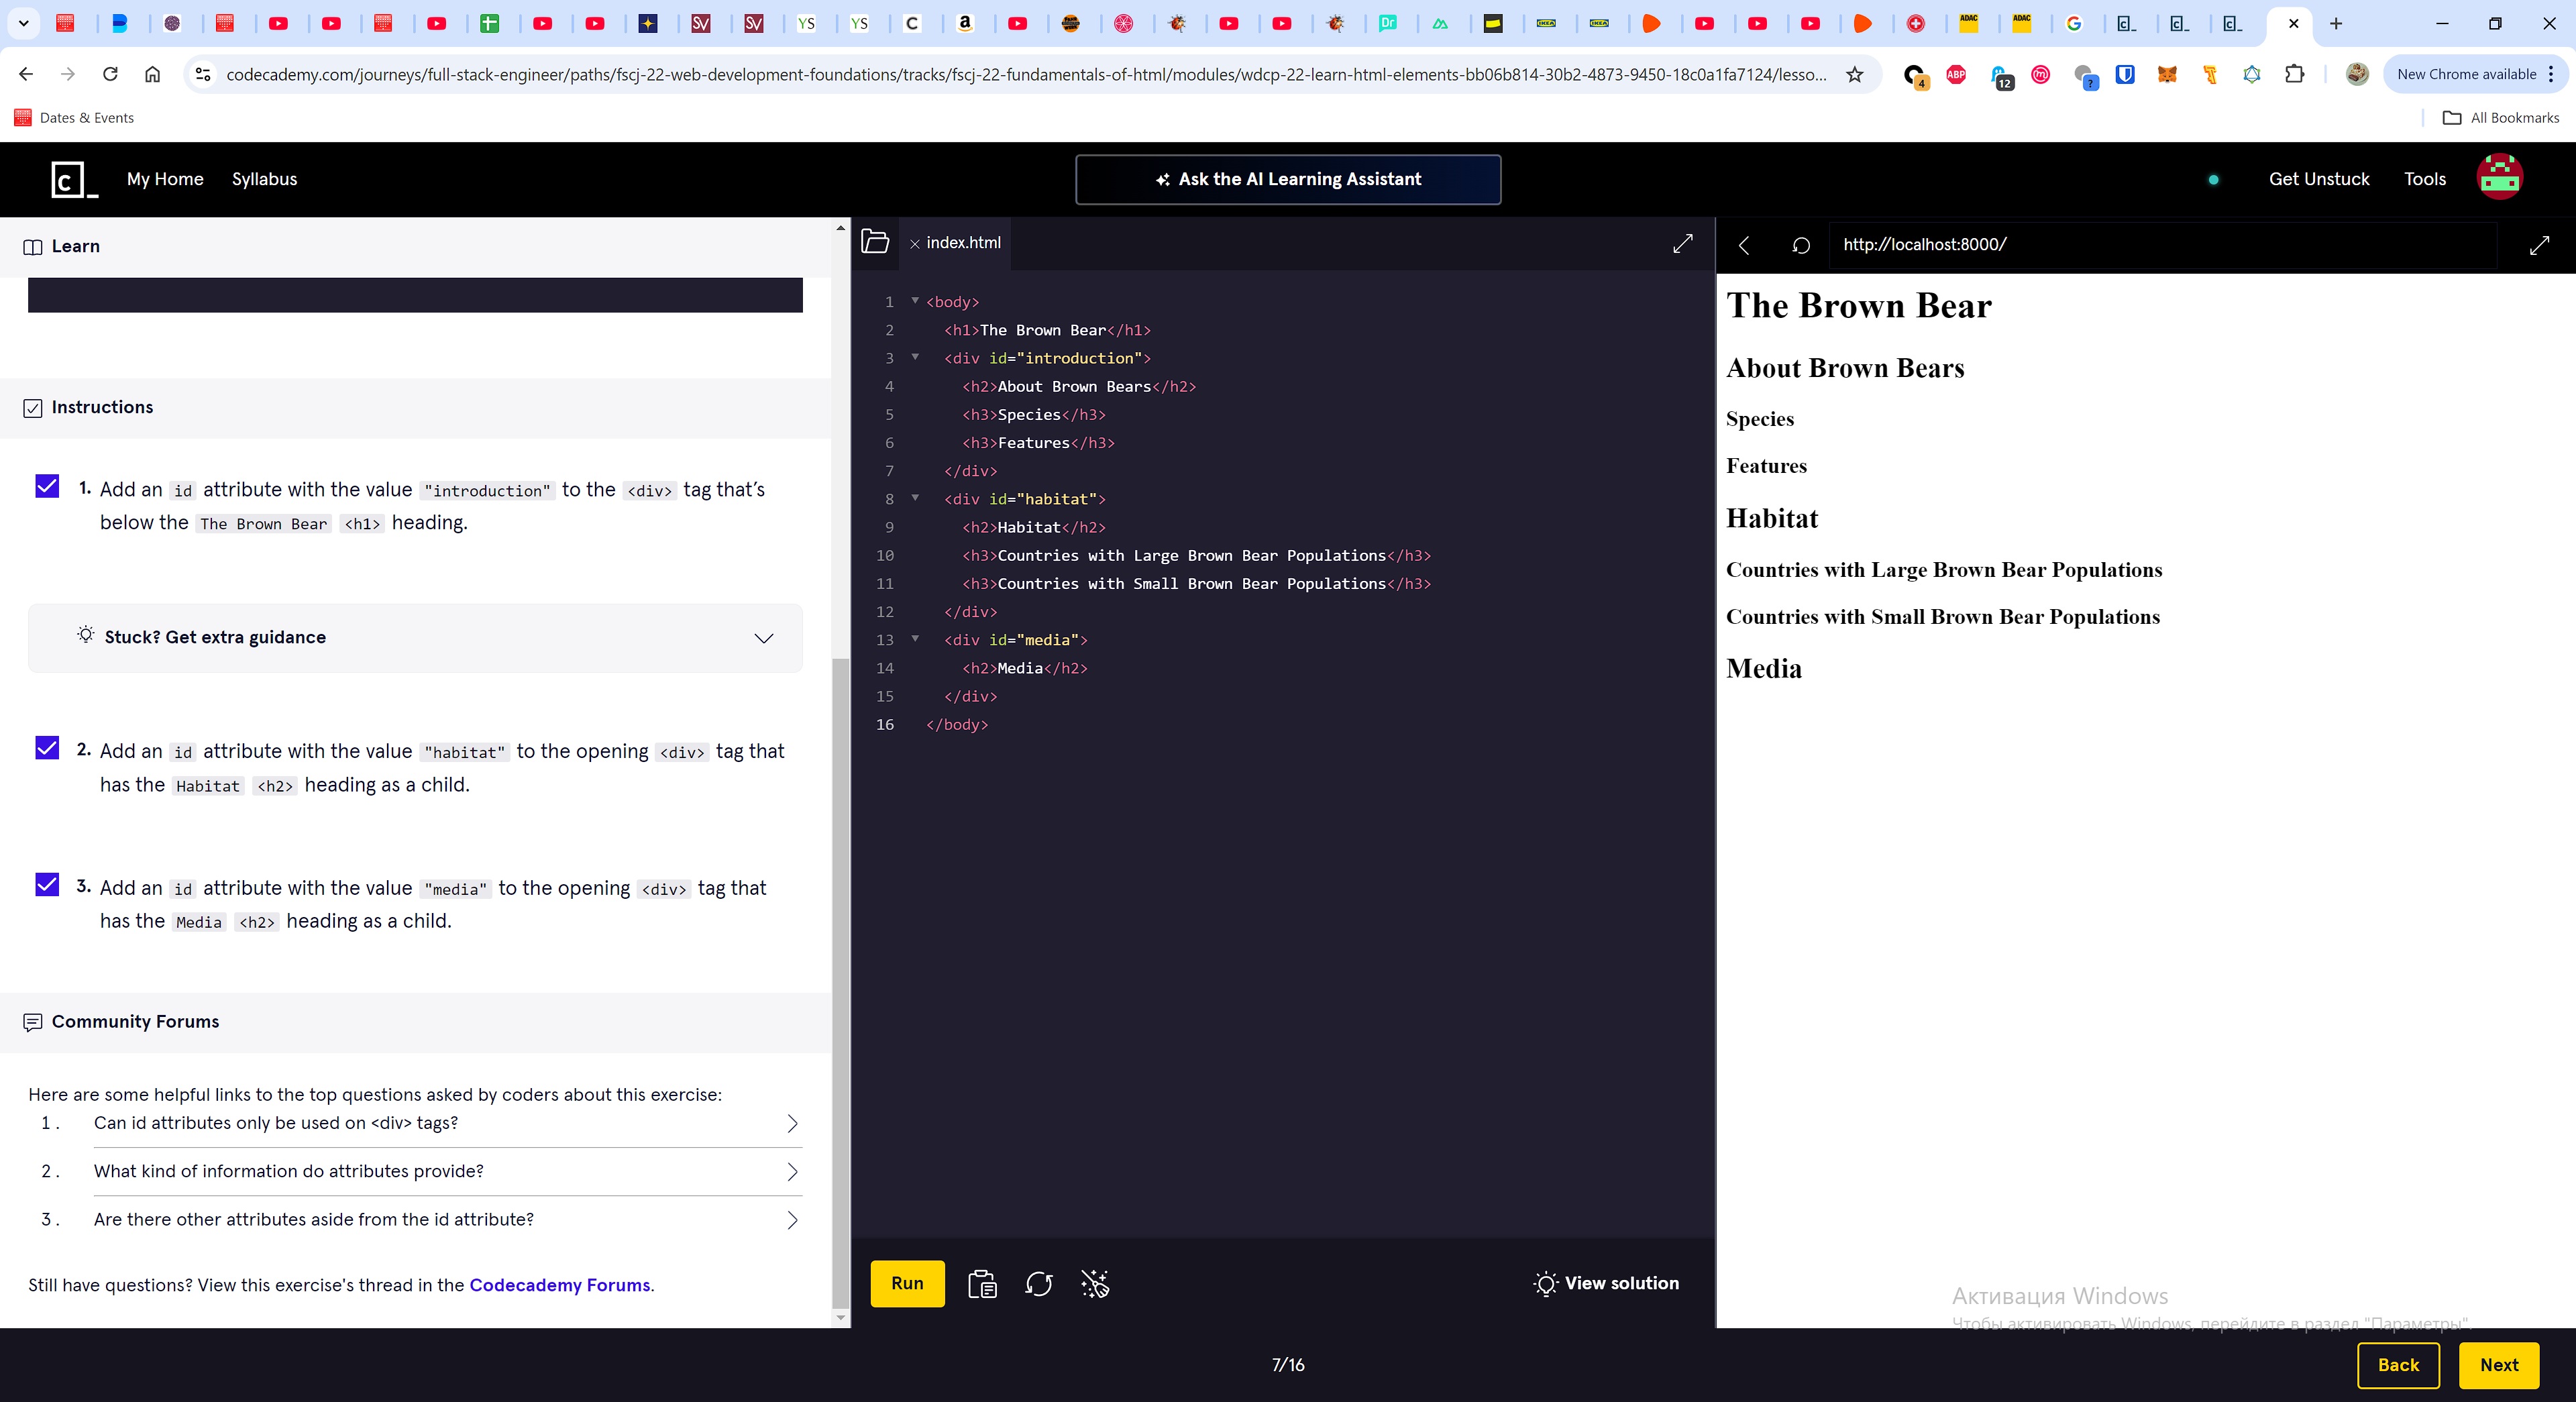 codecademy.com/journeys/full-stack-engineer/paths/fscj-22-web-development-foundations/tracks/fscj-22-fundamentals-of-html/modules/wdcp-22-learn-html-elements-bb06b814-30b2-4873-9450-18c0a1fa7124/lesso...
4
ABP
12
?
New Chrome available
Dates & Events
All Bookmarks
My Home
Syllabus
Ask the AI Learning Assistant
Get Unstuck
Tools
Learn
Instructions
1. Add an id attribute with the value "introduction" to the <div> tag that's
below the The Brown Bear <h1> heading.
Stuck? Get extra guidance
2. Add an id attribute with the value "habitat" to the opening <div> tag that
has the Habitat <h2> heading as a child.
3. Add an id attribute with the value "media" to the opening <div> tag that
has the Media <h2> heading as a child.
Community Forums
Here are some helpful links to the top questions asked by coders about this exercise:
1. Can id attributes only be used on <div> tags?
2. What kind of information do attributes provide?
3. Are there other attributes aside from the id attribute?
Still have questions? View this exercise's thread in the Codecademy Forums.
index.html
1 <body>
2 <h1>The Brown Bear</h1>
3 <div id="introduction">
4 <h2>About Brown Bears</h2>
5 <h3>Species</h3>
6 <h3>Features</h3>
7 </div>
8 <div id="habitat">
9 <h2>Habitat</h2>
10 <h3>Countries with Large Brown Bear Populations</h3>
11 <h3>Countries with Small Brown Bear Populations</h3>
12 </div>
13 <div id="media">
14 <h2>Media</h2>
15 </div>
16 </body>
Run
View solution
http://localhost:8000/
The Brown Bear
About Brown Bears
Species
Features
Habitat
Countries with Large Brown Bear Populations
Countries with Small Brown Bear Populations
Media
Активация Windows
Чтобы активировать Windows, перейдите в раздел "Параметры".
7/16
Back
Next